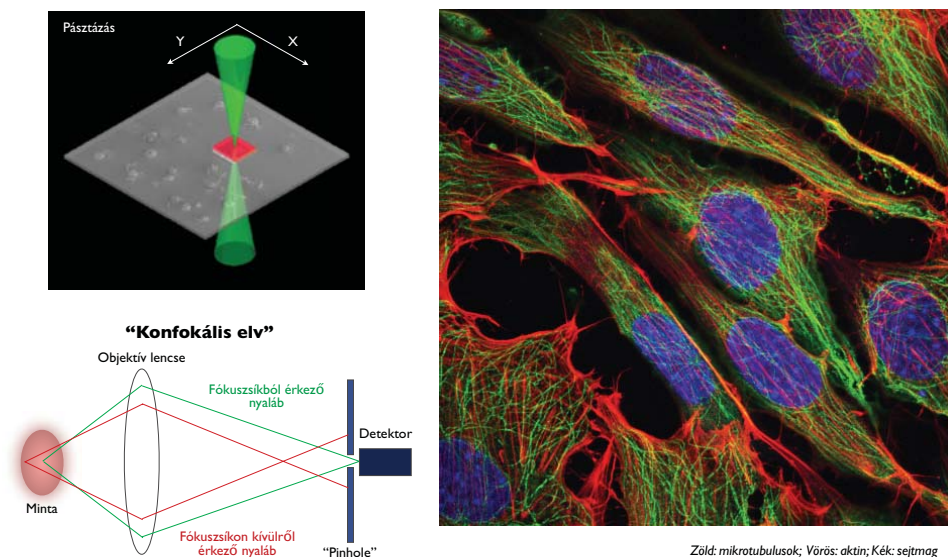 Pásztázás
Y
X
“Konfokális elv”
Objektív lencse
Fókuszsíkból érkező
nyaláb
Detektor
Minta
Fókuszsíkon kívülről
érkező nyaláb
“Pinhole”
Zöld: mikrotubulusok; Vörös: aktin; Kék: sejtmag